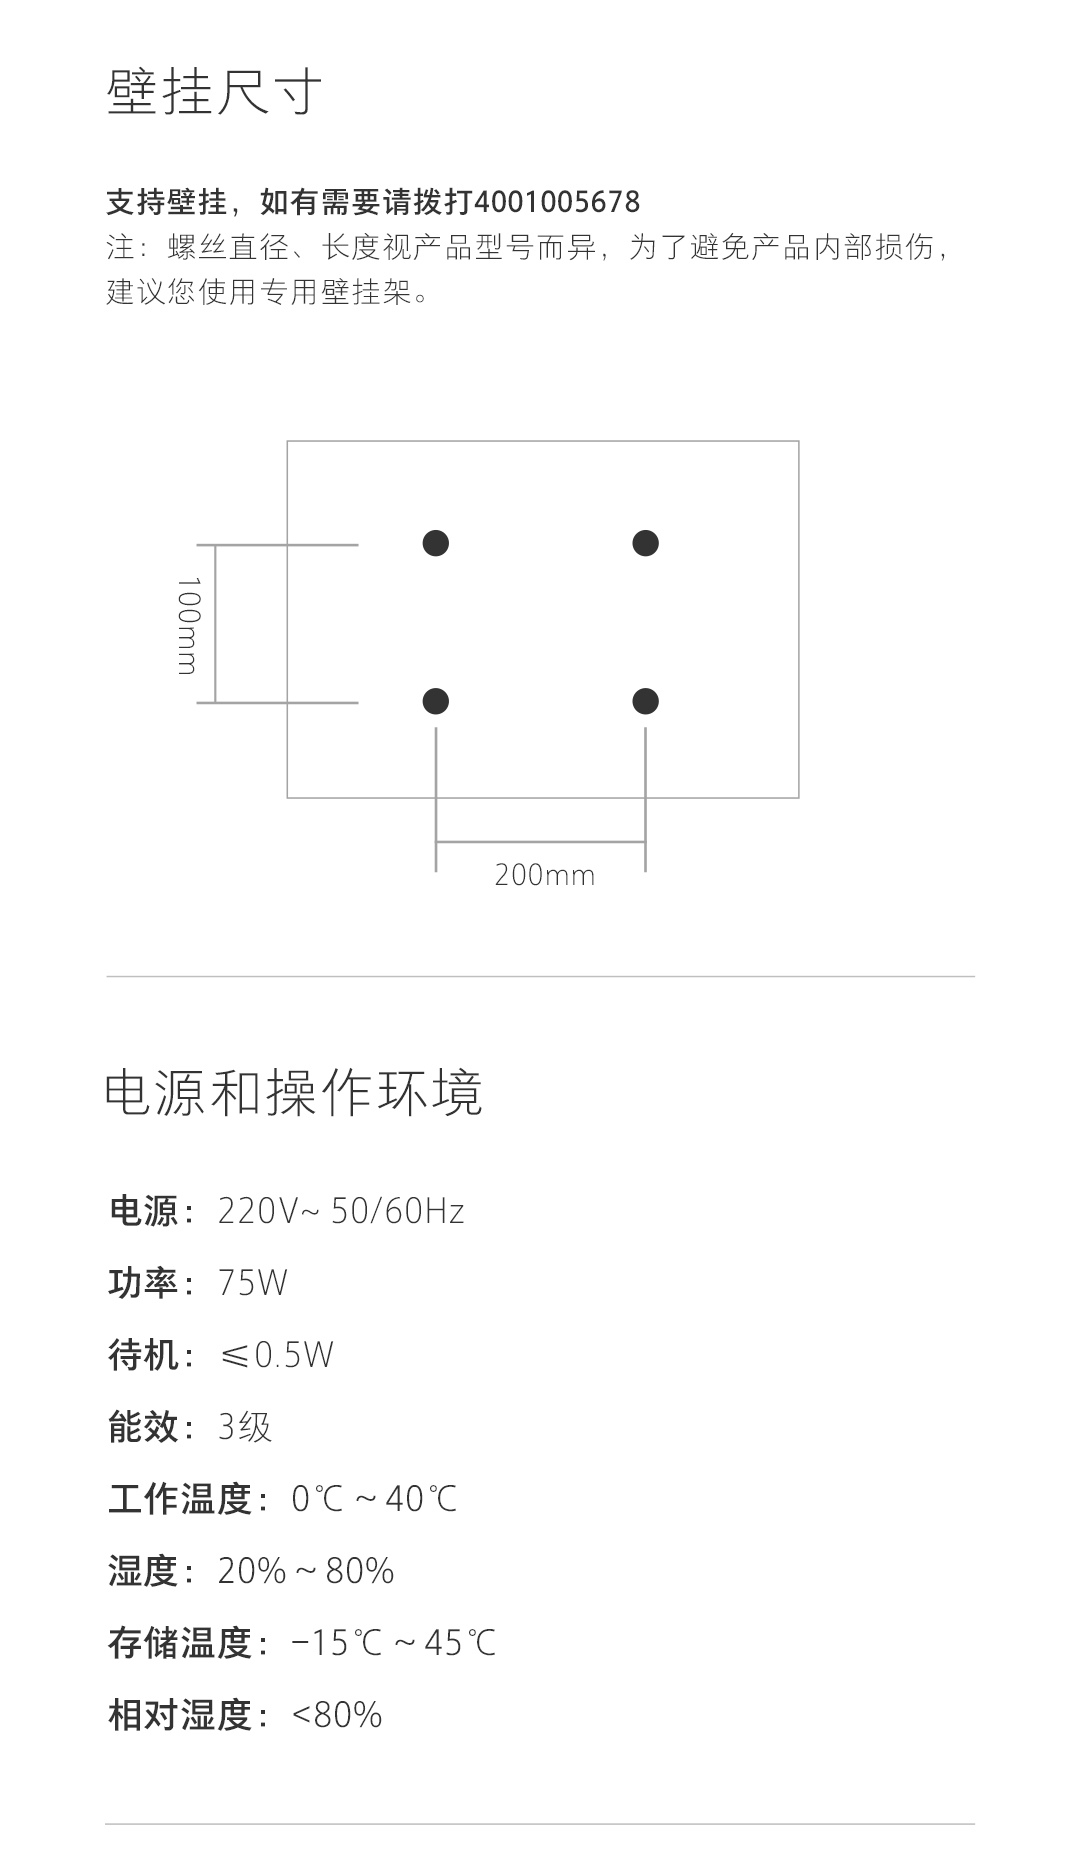 壁挂尺寸
支持壁挂，如有需要请拨打4001005678
注：螺丝直径、长度视产品型号而异，为了避免产品内部损伤，
建议您使用专用壁挂架。
100mm
200mm
电源和操作环境
电源：220V~ 50/60Hz
功率：75W
待机：≤0.5W
能效：3级
工作温度：0℃～40℃
湿度：20%～80%
存储温度：-15℃～45℃
相对湿度：<80%